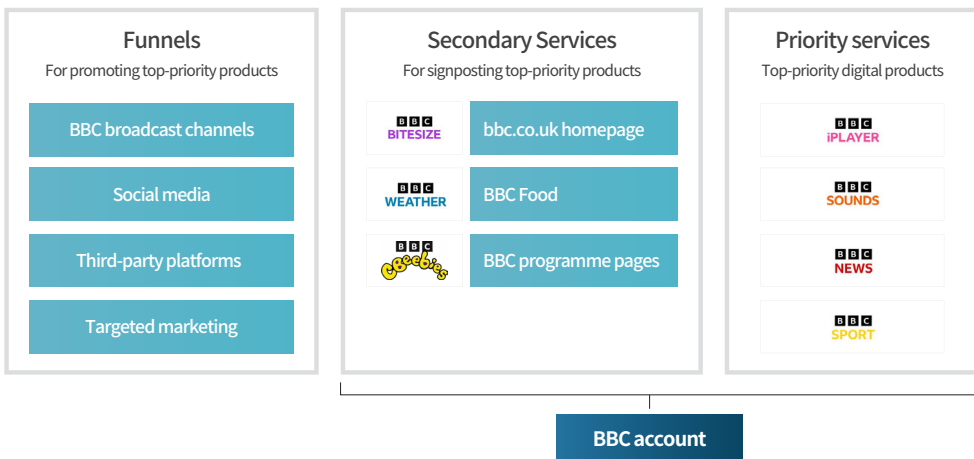 Funnels
For promoting top-priority products
BBC broadcast channels
Social media
Third-party platforms
Targeted marketing
Secondary Services
For signposting top-priority products
BBC
BITESIZE
bbc.co.uk homepage
BBC
WEATHER
BBC Food
BBC
CBeebies
BBC programme pages
Priority services
Top-priority digital products
BBC
iPLAYER
BBC
SOUNDS
BBC
NEWS
BBC
SPORT
BBC account